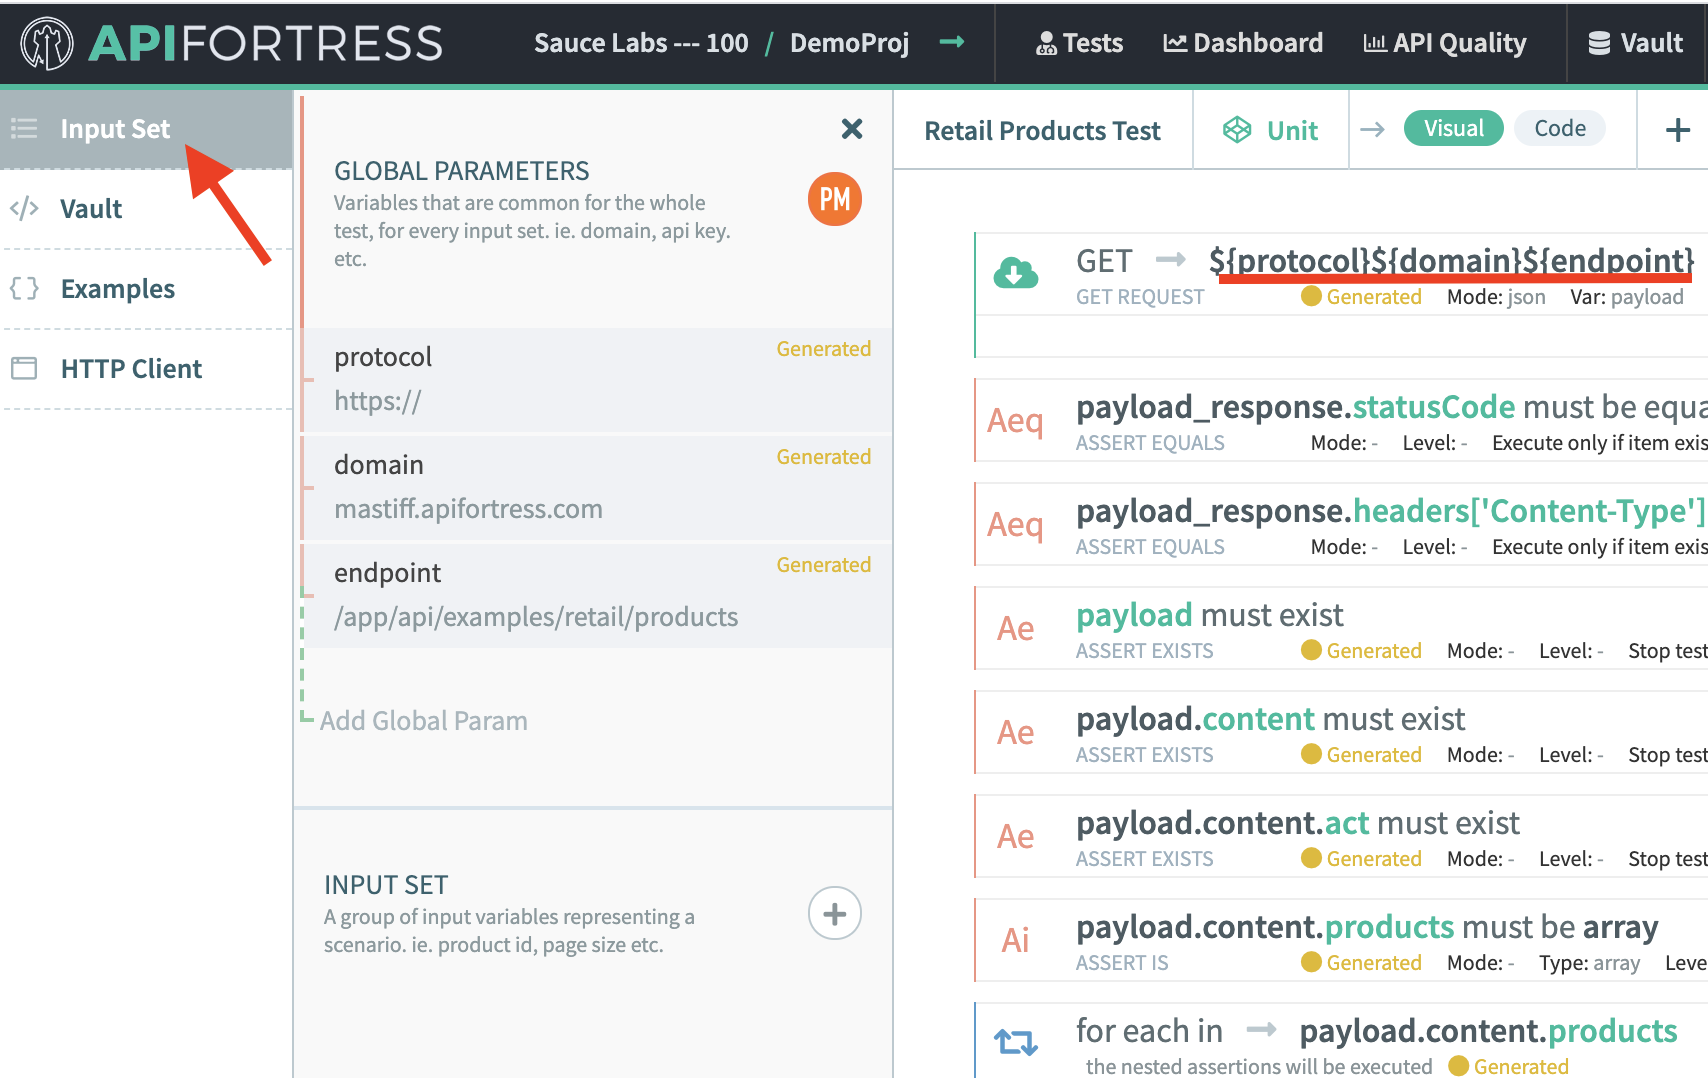 APIFORTRESS
Sauce Labs --- 100 / DemoProj
Tests
Dashboard
API Quality
Vault
Input Set
Vault
Examples
HTTP Client
GLOBAL PARAMETERS
Variables that are common for the whole
test, for every input set. ie. domain, api key.
etc.
PM
protocol
Generated
https://
domain
Generated
mastiff.apifortress.com
endpoint
Generated
/app/api/examples/retail/products
Add Global Param
INPUT SET
A group of input variables representing a
scenario. ie. product id, page size etc.
Retail Products Test
Unit
Visual
Code
GET → ${protocol}${domain}${endpoint}
GET REQUEST Generated Mode: json Var: payload
Aeq
payload_response.statusCode must be equa
ASSERT EQUALS Mode: - Level: - Execute only if item exis
Aeq
payload_response.headers['Content-Type']
ASSERT EQUALS Mode: - Level: - Execute only if item exis
Ae
payload must exist
ASSERT EXISTS Generated Mode: - Level: - Stop test
Ae
payload.content must exist
ASSERT EXISTS Generated Mode: - Level: - Stop test
Ae
payload.content.act must exist
ASSERT EXISTS Generated Mode: - Level: - Stop test
Ai
payload.content.products must be array
ASSERT IS Generated Mode: - Type: array Leve
for each in → payload.content.products
the nested assertions will be executed Generated